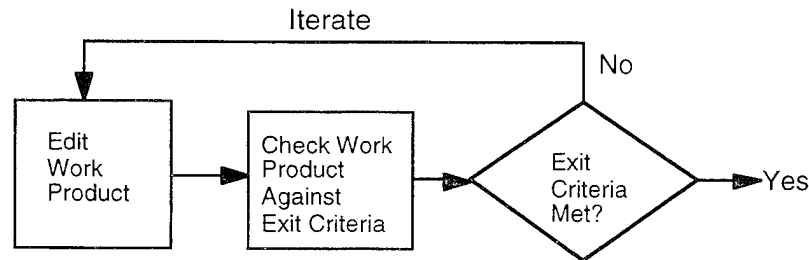 Iterate
No
Edit
Work
Product
Check Work
Product
Against
Exit Criteria
Exit
Criteria
Met?
Yes